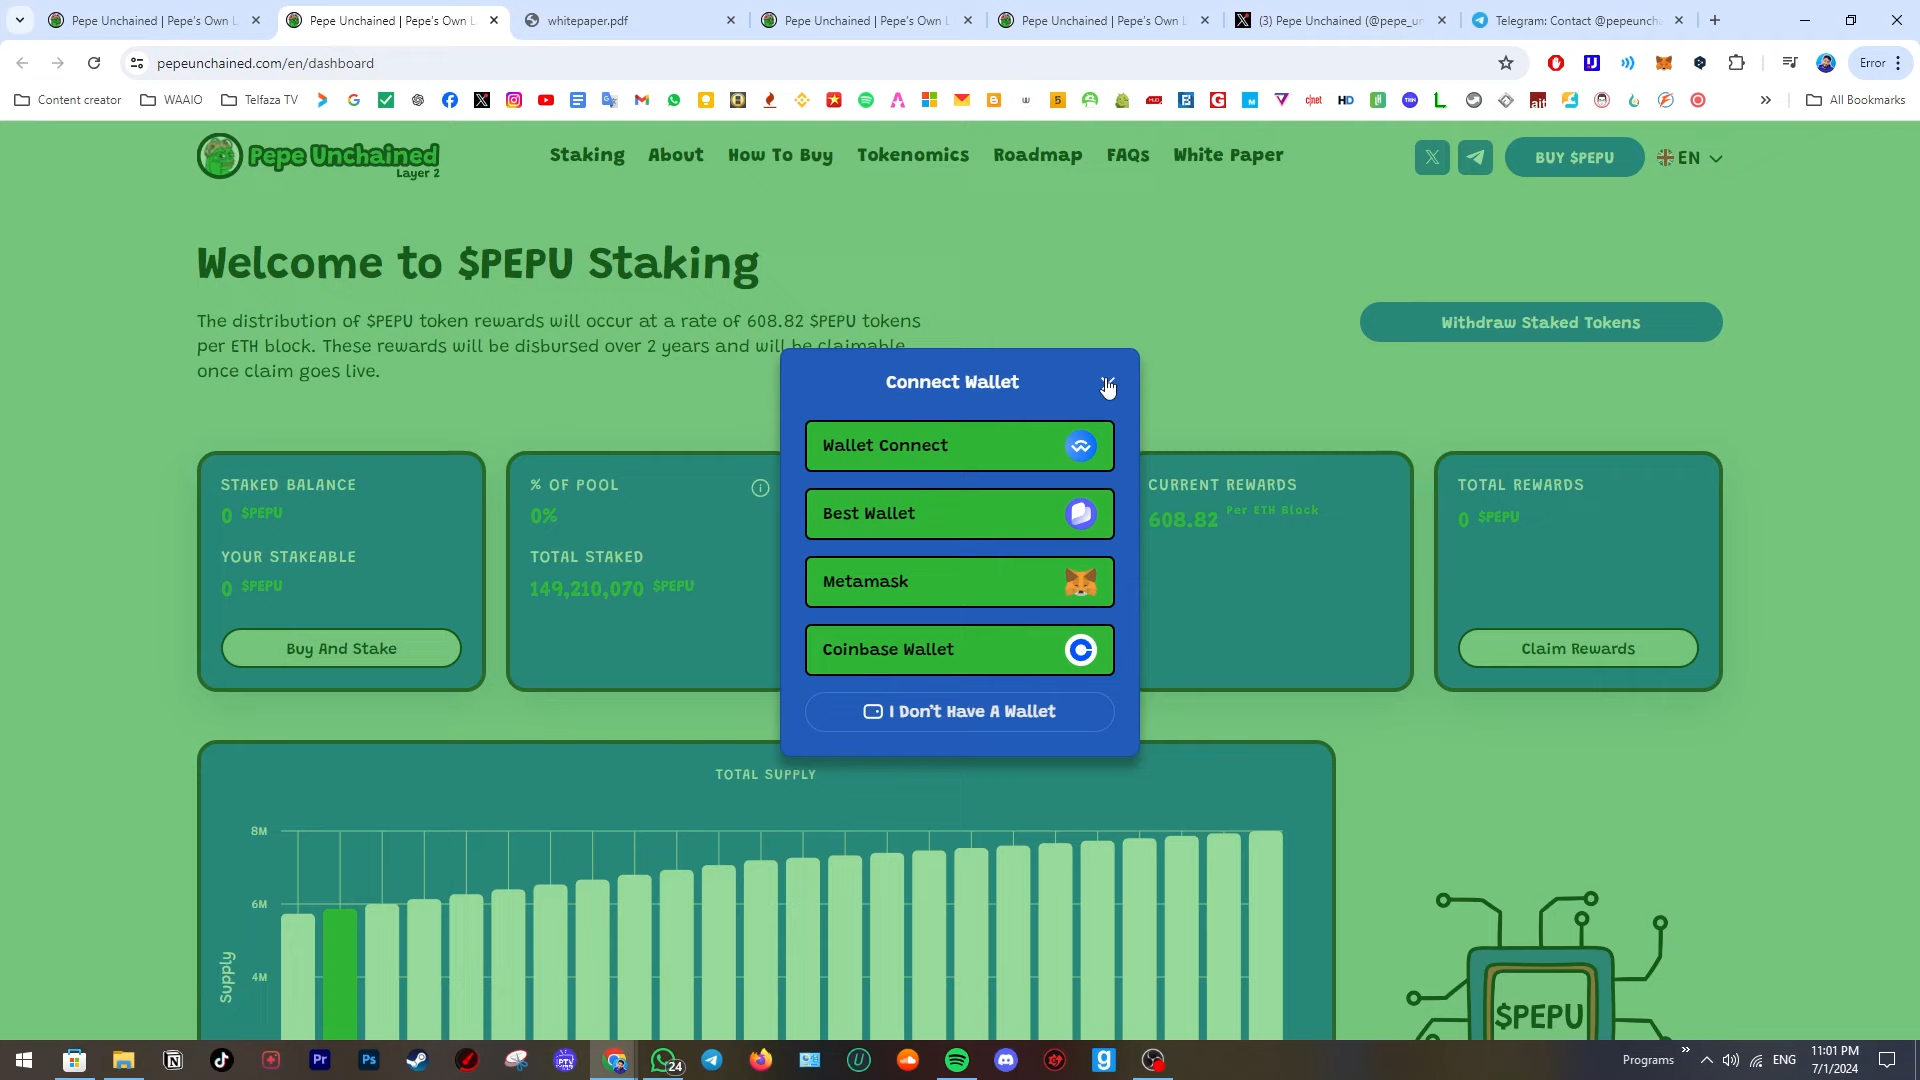 Pepe Unchained | Pepe's Own L
Pepe Unchained | Pepe's Own L
whitepaper.pdf
Pepe Unchained | Pepe's Own L
Pepe Unchained | Pepe's Own L
(3) Pepe Unchained (@pepe_un
Telegram: Contact @pepeuncha
pepeunchained.com/en/dashboard
Error
Content creator
WAAIO
Telfaza TV
All Bookmarks
Pepe Unchained
Layer 2
Staking
About
How To Buy
Tokenomics
Roadmap
FAQs
White Paper
BUY $PEPU
EN
Welcome to $PEPU Staking
The distribution of $PEPU token rewards will occur at a rate of 608.82 $PEPU tokens
per ETH block. These rewards will be disbursed over 2 years and will be claimable
once claim goes live.
Withdraw Staked Tokens
Connect Wallet
Wallet Connect
Best Wallet
Metamask
Coinbase Wallet
I Don't Have A Wallet
STAKED BALANCE
0 $PEPU
YOUR STAKEABLE
0 $PEPU
Buy And Stake
% OF POOL
0%
TOTAL STAKED
149,210,070 $PEPU
CURRENT REWARDS
608.82 Per ETH Block
TOTAL REWARDS
0 $PEPU
Claim Rewards
TOTAL SUPPLY
8M
6M
4M
Supply
$PEPU
24
Programs
ENG
11:01 PM
7/1/2024